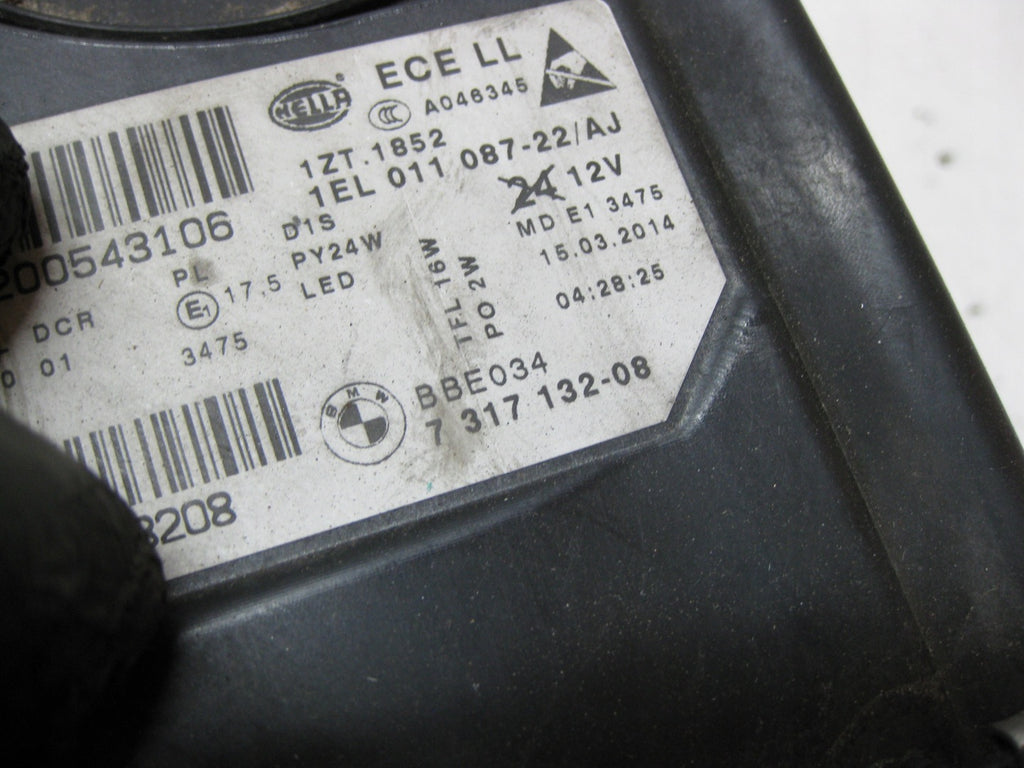 ECE LL
HELLA ®
CCC A046345
1ZT.1852
1EL 011 087-22/AJ
24 12V
MD E1 3475
15.03.2014
04:28:25
200543106
D1S
PY24W
LED
TFL 16W
PO 2W
PL
E1 17.5
3475
DCR
0 01
BMW
BBE034
7 317 132-08
3208